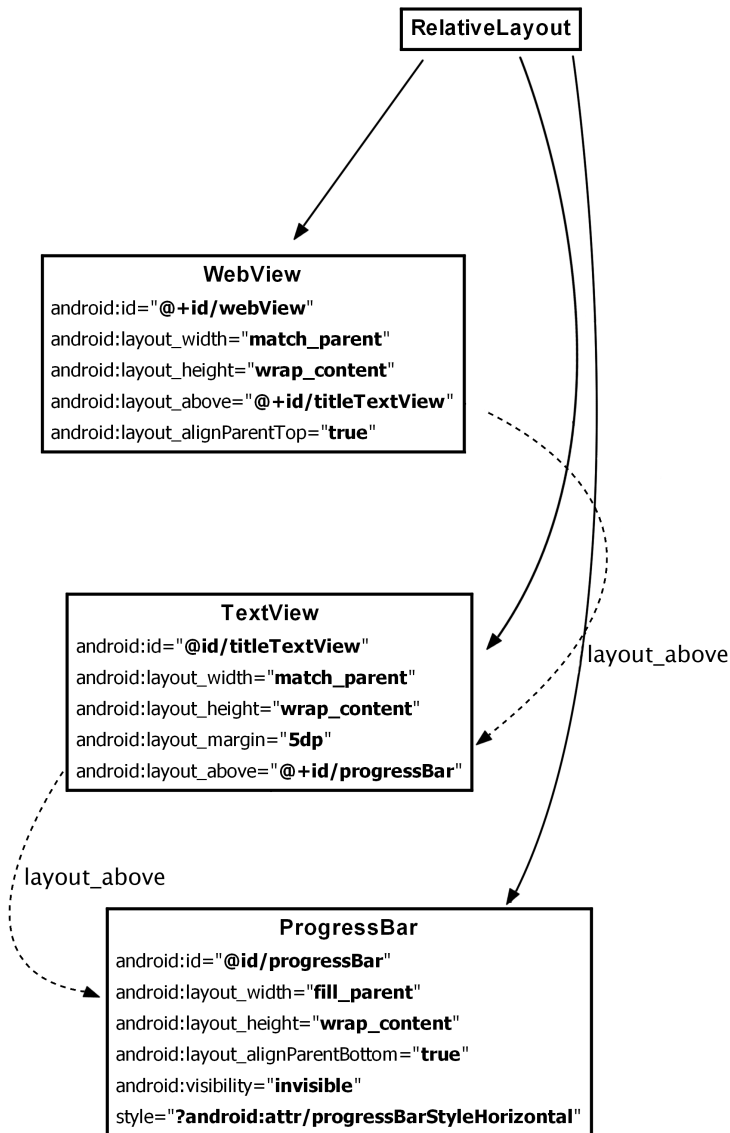 RelativeLayout
WebView
android:id="@+id/webView"
android:layout_width="match_parent"
android:layout_height="wrap_content"
android:layout_above="@+id/titleTextView"
android:layout_alignParentTop="true"
TextView
android:id="@id/titleTextView"
android:layout_width="match_parent"
android:layout_height="wrap_content"
android:layout_margin="5dp"
android:layout_above="@+id/progressBar"
layout_above
layout_above
ProgressBar
android:id="@id/progressBar"
android:layout_width="fill_parent"
android:layout_height="wrap_content"
android:layout_alignParentBottom="true"
android:visibility="invisible"
style="?android:attr/progressBarStyleHorizontal"